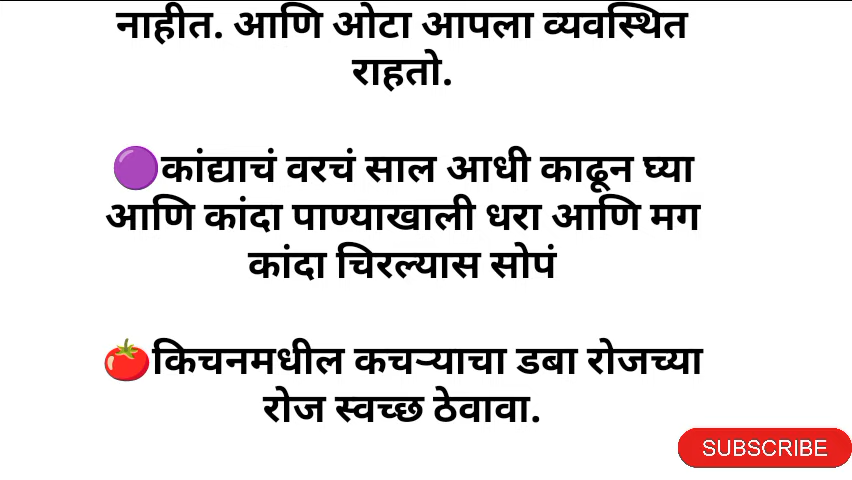 नाहीत. आणि ओटा आपला व्यवस्थित
राहतो.
🟣कांद्याचं वरचं साल आधी काढून घ्या
आणि कांदा पाण्याखाली धरा आणि मग
कांदा चिरल्यास सोपं
🍅किचनमधील कचऱ्याचा डबा रोजच्या
रोज स्वच्छ ठेवावा.
SUBSCRIBE